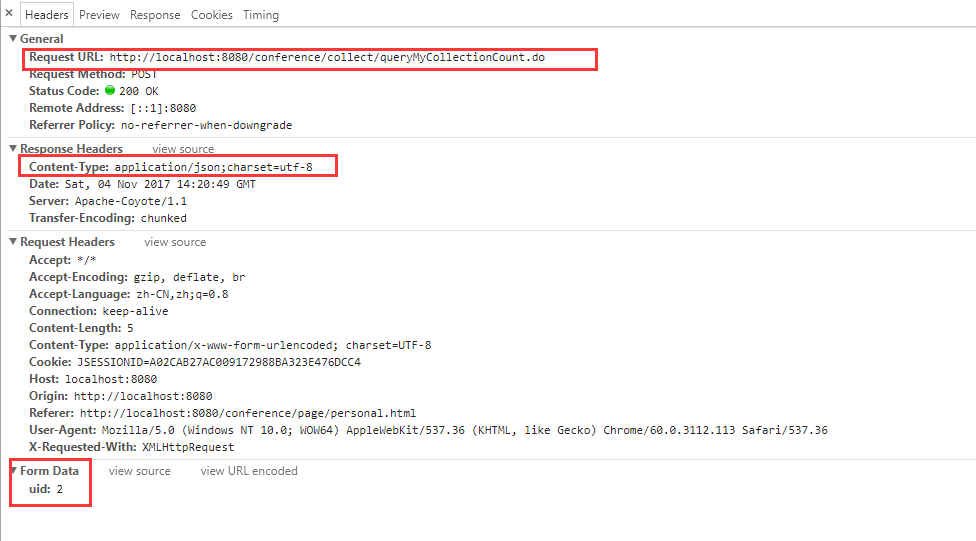 × Headers Preview Response Cookies Timing
▼ General
Request URL: http://localhost:8080/conference/collect/queryMyCollectionCount.do
Request Method: POST
Status Code: 200 OK
Remote Address: [::1]:8080
Referrer Policy: no-referrer-when-downgrade
▼ Response Headers view source
Content-Type: application/json;charset=utf-8
Date: Sat, 04 Nov 2017 14:20:49 GMT
Server: Apache-Coyote/1.1
Transfer-Encoding: chunked
▼ Request Headers view source
Accept: */*
Accept-Encoding: gzip, deflate, br
Accept-Language: zh-CN,zh;q=0.8
Connection: keep-alive
Content-Length: 5
Content-Type: application/x-www-form-urlencoded; charset=UTF-8
Cookie: JSESSIONID=A02CAB27AC009172988BA323E476DCC4
Host: localhost:8080
Origin: http://localhost:8080
Referer: http://localhost:8080/conference/page/personal.html
User-Agent: Mozilla/5.0 (Windows NT 10.0; WOW64) AppleWebKit/537.36 (KHTML, like Gecko) Chrome/60.0.3112.113 Safari/537.36
X-Requested-With: XMLHttpRequest
▼ Form Data view source view URL encoded
uid: 2